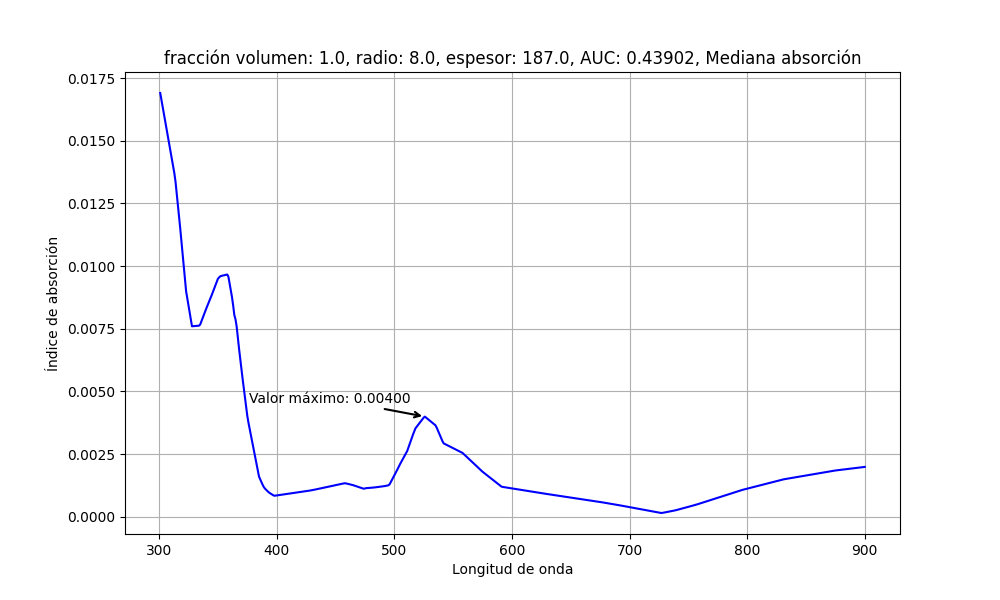 fracción volumen: 1.0, radio: 8.0, espesor: 187.0, AUC: 0.43902, Mediana absorción
0.0175
0.0150
0.0125
0.0100
0.0075
0.0050
0.0025
0.0000
Índice de absorción
Valor máximo: 0.00400
300 400 500 600 700 800 900
Longitud de onda